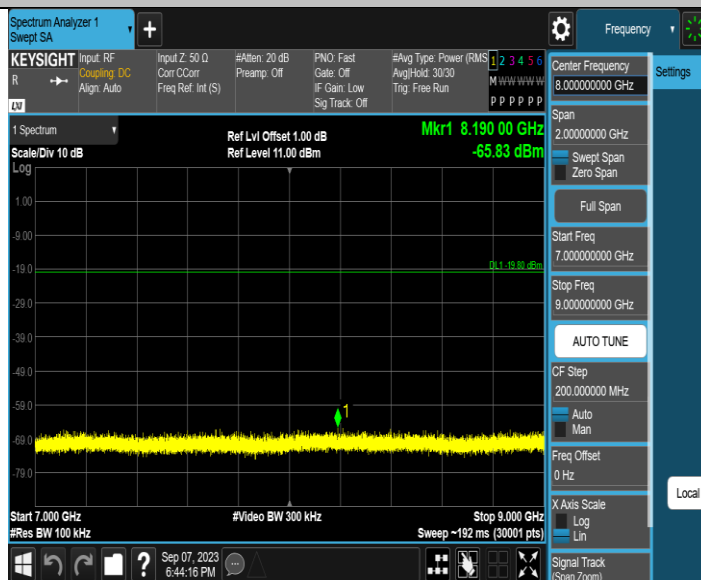 Spectrum Analyzer 1
Swept SA
Frequency
KEYSIGHT
R
LXI
Input: RF
Coupling: DC
Align: Auto
Input Z: 50 Ω
Corr CCorr
Freq Ref: Int (S)
#Atten: 20 dB
Preamp: Off
PNO: Fast
Gate: Off
IF Gain: Low
Sig Track: Off
#Avg Type: Power (RMS
Avg|Hold: 30/30
Trig: Free Run
1 2 3 4 5 6
M W W W W W
P P P P P P
1 Spectrum
Scale/Div 10 dB
Log
Ref Lvl Offset 1.00 dB
Ref Level 11.00 dBm
Mkr1 8.190 00 GHz
-65.83 dBm
1.00
-9.00
-19.0
DL1 -19.80 dBm
-29.0
-39.0
-49.0
-59.0
1
-69.0
-79.0
Start 7.000 GHz
#Res BW 100 kHz
#Video BW 300 kHz
Stop 9.000 GHz
Sweep ~192 ms (30001 pts)
?
Sep 07, 2023
6:44:16 PM
Center Frequency
8.000000000 GHz
Settings
Span
2.00000000 GHz
Swept Span
Zero Span
Full Span
Start Freq
7.000000000 GHz
Stop Freq
9.000000000 GHz
AUTO TUNE
CF Step
200.000000 MHz
Auto
Man
Freq Offset
0 Hz
Local
X Axis Scale
Log
Lin
Signal Track
(Span Zoom)